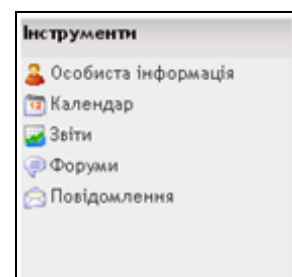 Інструменти
Особиста інформація
Календар
Звіти
Форуми
Повідомлення